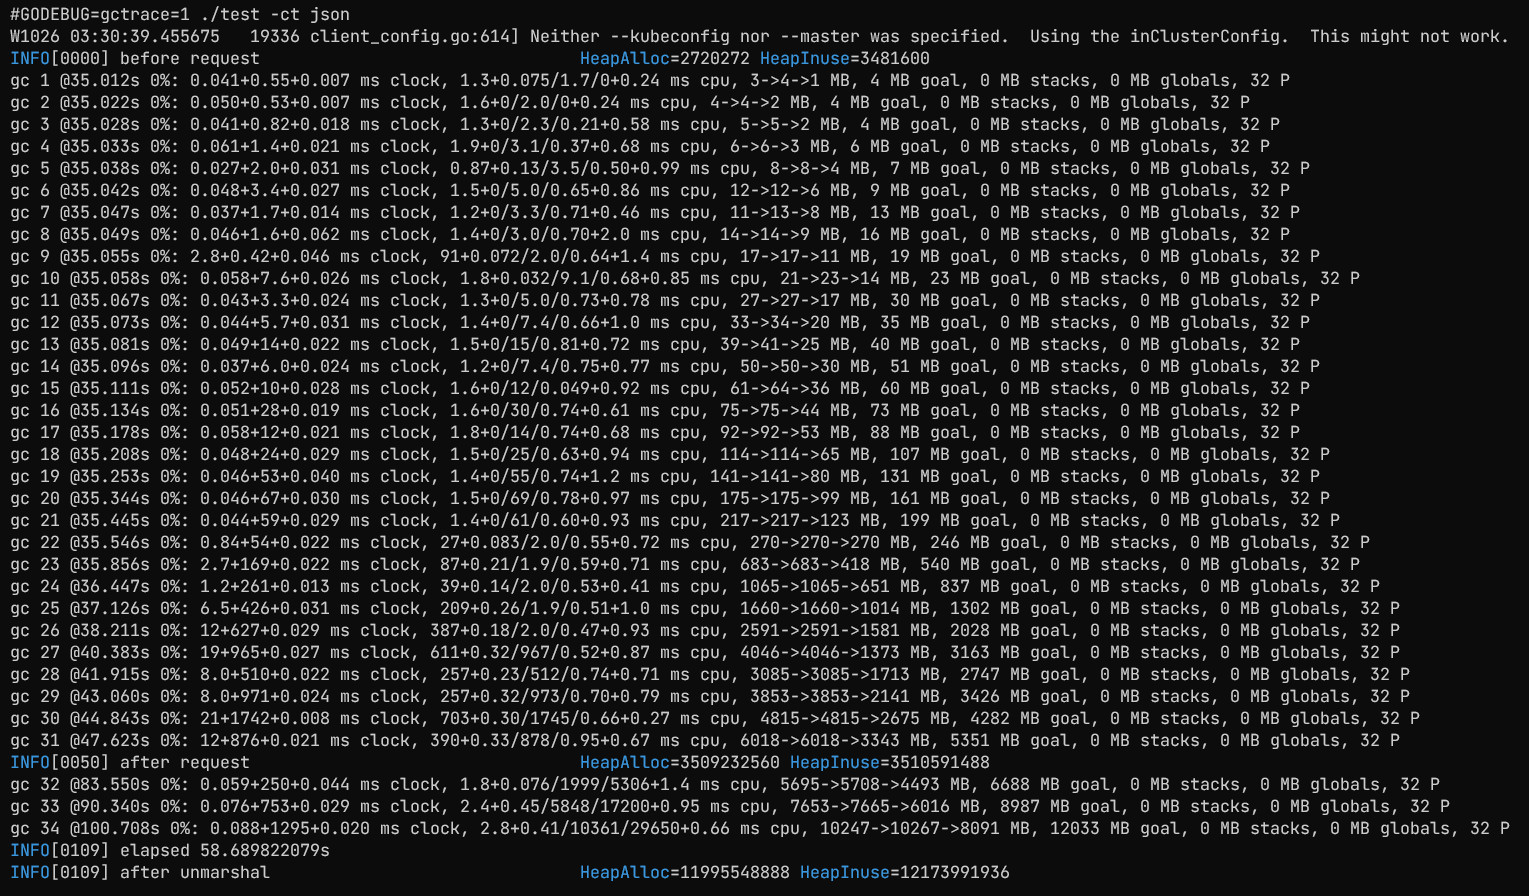 #GODEBUG=gctrace=1 ./test -ct json
W1026 03:30:39.455675   19336 client_config.go:614] Neither --kubeconfig nor --master was specified.  Using the inClusterConfig.  This might not work.
INFO[0000] before request                                HeapAlloc=2720272 HeapInuse=3481600
gc 1 @35.012s 0%: 0.041+0.55+0.007 ms clock, 1.3+0.075/1.7/0+0.24 ms cpu, 3->4->1 MB, 4 MB goal, 0 MB stacks, 0 MB globals, 32 P
gc 2 @35.022s 0%: 0.050+0.53+0.007 ms clock, 1.6+0/2.0/0+0.24 ms cpu, 4->4->2 MB, 4 MB goal, 0 MB stacks, 0 MB globals, 32 P
gc 3 @35.028s 0%: 0.041+0.82+0.018 ms clock, 1.3+0/2.3/0.21+0.58 ms cpu, 5->5->2 MB, 4 MB goal, 0 MB stacks, 0 MB globals, 32 P
gc 4 @35.033s 0%: 0.061+1.4+0.021 ms clock, 1.9+0/3.1/0.37+0.68 ms cpu, 6->6->3 MB, 6 MB goal, 0 MB stacks, 0 MB globals, 32 P
gc 5 @35.038s 0%: 0.027+2.0+0.031 ms clock, 0.87+0.13/3.5/0.50+0.99 ms cpu, 8->8->4 MB, 7 MB goal, 0 MB stacks, 0 MB globals, 32 P
gc 6 @35.042s 0%: 0.048+3.4+0.027 ms clock, 1.5+0/5.0/0.65+0.86 ms cpu, 12->12->6 MB, 9 MB goal, 0 MB stacks, 0 MB globals, 32 P
gc 7 @35.047s 0%: 0.037+1.7+0.014 ms clock, 1.2+0/3.3/0.71+0.46 ms cpu, 11->13->8 MB, 13 MB goal, 0 MB stacks, 0 MB globals, 32 P
gc 8 @35.049s 0%: 0.046+1.6+0.062 ms clock, 1.4+0/3.0/0.70+2.0 ms cpu, 14->14->9 MB, 16 MB goal, 0 MB stacks, 0 MB globals, 32 P
gc 9 @35.055s 0%: 2.8+0.42+0.046 ms clock, 91+0.072/2.0/0.64+1.4 ms cpu, 17->17->11 MB, 19 MB goal, 0 MB stacks, 0 MB globals, 32 P
gc 10 @35.058s 0%: 0.058+7.6+0.026 ms clock, 1.8+0.032/9.1/0.68+0.85 ms cpu, 21->23->14 MB, 23 MB goal, 0 MB stacks, 0 MB globals, 32 P
gc 11 @35.067s 0%: 0.043+3.3+0.024 ms clock, 1.3+0/5.0/0.73+0.78 ms cpu, 27->27->17 MB, 30 MB goal, 0 MB stacks, 0 MB globals, 32 P
gc 12 @35.073s 0%: 0.044+5.7+0.031 ms clock, 1.4+0/7.4/0.66+1.0 ms cpu, 33->34->20 MB, 35 MB goal, 0 MB stacks, 0 MB globals, 32 P
gc 13 @35.081s 0%: 0.049+14+0.022 ms clock, 1.5+0/15/0.81+0.72 ms cpu, 39->41->25 MB, 40 MB goal, 0 MB stacks, 0 MB globals, 32 P
gc 14 @35.096s 0%: 0.037+6.0+0.024 ms clock, 1.2+0/7.4/0.75+0.77 ms cpu, 50->50->30 MB, 51 MB goal, 0 MB stacks, 0 MB globals, 32 P
gc 15 @35.111s 0%: 0.052+10+0.028 ms clock, 1.6+0/12/0.049+0.92 ms cpu, 61->64->36 MB, 60 MB goal, 0 MB stacks, 0 MB globals, 32 P
gc 16 @35.134s 0%: 0.051+28+0.019 ms clock, 1.6+0/30/0.74+0.61 ms cpu, 75->75->44 MB, 73 MB goal, 0 MB stacks, 0 MB globals, 32 P
gc 17 @35.178s 0%: 0.058+12+0.021 ms clock, 1.8+0/14/0.74+0.68 ms cpu, 92->92->53 MB, 88 MB goal, 0 MB stacks, 0 MB globals, 32 P
gc 18 @35.208s 0%: 0.048+24+0.029 ms clock, 1.5+0/25/0.63+0.94 ms cpu, 114->114->65 MB, 107 MB goal, 0 MB stacks, 0 MB globals, 32 P
gc 19 @35.253s 0%: 0.046+53+0.040 ms clock, 1.4+0/55/0.74+1.2 ms cpu, 141->141->80 MB, 131 MB goal, 0 MB stacks, 0 MB globals, 32 P
gc 20 @35.344s 0%: 0.046+67+0.030 ms clock, 1.5+0/69/0.78+0.97 ms cpu, 175->175->99 MB, 161 MB goal, 0 MB stacks, 0 MB globals, 32 P
gc 21 @35.445s 0%: 0.044+59+0.029 ms clock, 1.4+0/61/0.60+0.93 ms cpu, 217->217->123 MB, 199 MB goal, 0 MB stacks, 0 MB globals, 32 P
gc 22 @35.546s 0%: 0.84+54+0.022 ms clock, 27+0.083/2.0/0.55+0.72 ms cpu, 270->270->270 MB, 246 MB goal, 0 MB stacks, 0 MB globals, 32 P
gc 23 @35.856s 0%: 2.7+169+0.022 ms clock, 87+0.21/1.9/0.59+0.71 ms cpu, 683->683->418 MB, 540 MB goal, 0 MB stacks, 0 MB globals, 32 P
gc 24 @36.447s 0%: 1.2+261+0.013 ms clock, 39+0.14/2.0/0.53+0.41 ms cpu, 1065->1065->651 MB, 837 MB goal, 0 MB stacks, 0 MB globals, 32 P
gc 25 @37.126s 0%: 6.5+426+0.031 ms clock, 209+0.26/1.9/0.51+1.0 ms cpu, 1660->1660->1014 MB, 1302 MB goal, 0 MB stacks, 0 MB globals, 32 P
gc 26 @38.211s 0%: 12+627+0.029 ms clock, 387+0.18/2.0/0.47+0.93 ms cpu, 2591->2591->1581 MB, 2028 MB goal, 0 MB stacks, 0 MB globals, 32 P
gc 27 @40.383s 0%: 19+965+0.027 ms clock, 611+0.32/967/0.52+0.87 ms cpu, 4046->4046->1373 MB, 3163 MB goal, 0 MB stacks, 0 MB globals, 32 P
gc 28 @41.915s 0%: 8.0+510+0.022 ms clock, 257+0.23/512/0.74+0.71 ms cpu, 3085->3085->1713 MB, 2747 MB goal, 0 MB stacks, 0 MB globals, 32 P
gc 29 @43.060s 0%: 8.0+971+0.024 ms clock, 257+0.32/973/0.70+0.79 ms cpu, 3853->3853->2141 MB, 3426 MB goal, 0 MB stacks, 0 MB globals, 32 P
gc 30 @44.843s 0%: 21+1742+0.008 ms clock, 703+0.30/1745/0.66+0.27 ms cpu, 4815->4815->2675 MB, 4282 MB goal, 0 MB stacks, 0 MB globals, 32 P
gc 31 @47.623s 0%: 12+876+0.021 ms clock, 390+0.33/878/0.95+0.67 ms cpu, 6018->6018->3343 MB, 5351 MB goal, 0 MB stacks, 0 MB globals, 32 P
INFO[0050] after request                                 HeapAlloc=3509232560 HeapInuse=3510591488
gc 32 @83.550s 0%: 0.059+250+0.044 ms clock, 1.8+0.076/1999/5306+1.4 ms cpu, 5695->5708->4493 MB, 6688 MB goal, 0 MB stacks, 0 MB globals, 32 P
gc 33 @90.340s 0%: 0.076+753+0.029 ms clock, 2.4+0.45/5848/17200+0.95 ms cpu, 7653->7665->6016 MB, 8987 MB goal, 0 MB stacks, 0 MB globals, 32 P
gc 34 @100.708s 0%: 0.088+1295+0.020 ms clock, 2.8+0.41/10361/29650+0.66 ms cpu, 10247->10267->8091 MB, 12033 MB goal, 0 MB stacks, 0 MB globals, 32 P
INFO[0109] elapsed 58.689822079s
INFO[0109] after unmarshal                               HeapAlloc=11995548888 HeapInuse=12173991936